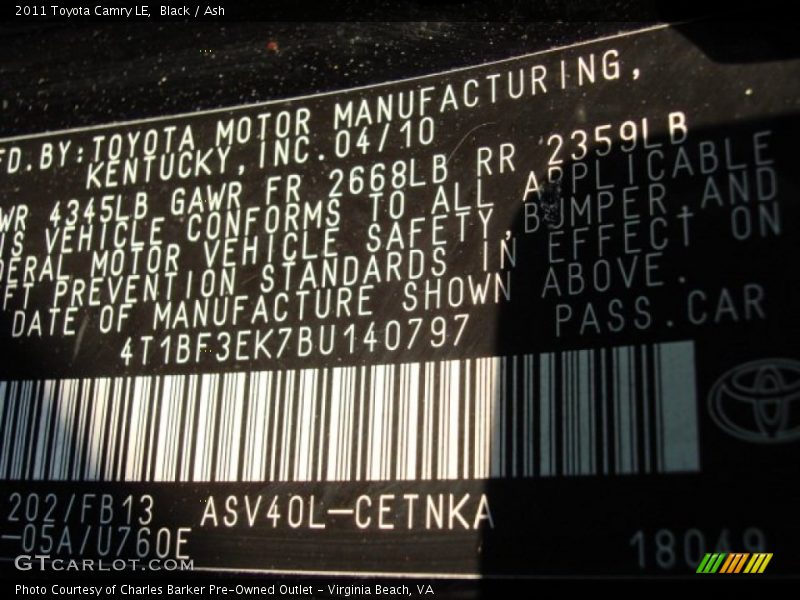 2011 Toyota Camry LE, Black / Ash
FD.BY:TOYOTA MOTOR MANUFACTURING,
KENTUCKY,INC.04/10
WR 4345LB GAWR FR 2668LB RR 2359LB
IS VEHICLE CONFORMS TO ALL APPLICABLE
DERAL MOTOR VEHICLE SAFETY,BUMPER,AND
FT PREVENTION STANDARDS IN EFFECT ON
DATE OF MANUFACTURE SHOWN ABOVE.
4T1BF3EK7BU140797 PASS.CAR
202/FB13 ASV40L-CETNKA
-05A/U760E 18049
GTCARLOT.COM
Photo Courtesy of Charles Barker Pre-Owned Outlet - Virginia Beach, VA